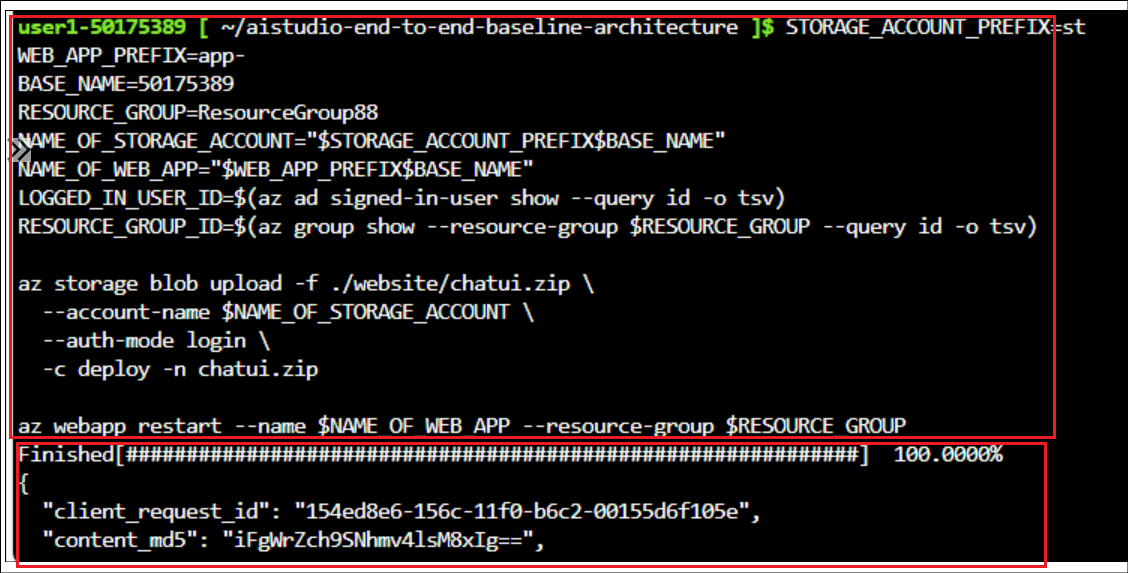 user1-50175389 [ ~/aistudio-end-to-end-baseline-architecture ]$ STORAGE_ACCOUNT_PREFIX=st
WEB_APP_PREFIX=app-
BASE_NAME=50175389
RESOURCE_GROUP=ResourceGroup88
NAME_OF_STORAGE_ACCOUNT="$STORAGE_ACCOUNT_PREFIX$BASE_NAME"
NAME_OF_WEB_APP="$WEB_APP_PREFIX$BASE_NAME"
LOGGED_IN_USER_ID=$(az ad signed-in-user show --query id -o tsv)
RESOURCE_GROUP_ID=$(az group show --resource-group $RESOURCE_GROUP --query id -o tsv)
az storage blob upload -f ./website/chatui.zip \
--account-name $NAME_OF_STORAGE_ACCOUNT \
--auth-mode login \
-c deploy -n chatui.zip
az webapp restart --name $NAME_OF_WEB_APP --resource-group $RESOURCE_GROUP
Finished[#############################################################]  100.0000%
{
"client_request_id": "154ed8e6-156c-11f0-b6c2-00155d6f105e",
"content_md5": "iFgWrZch9SNhmv4lsM8xIg==",